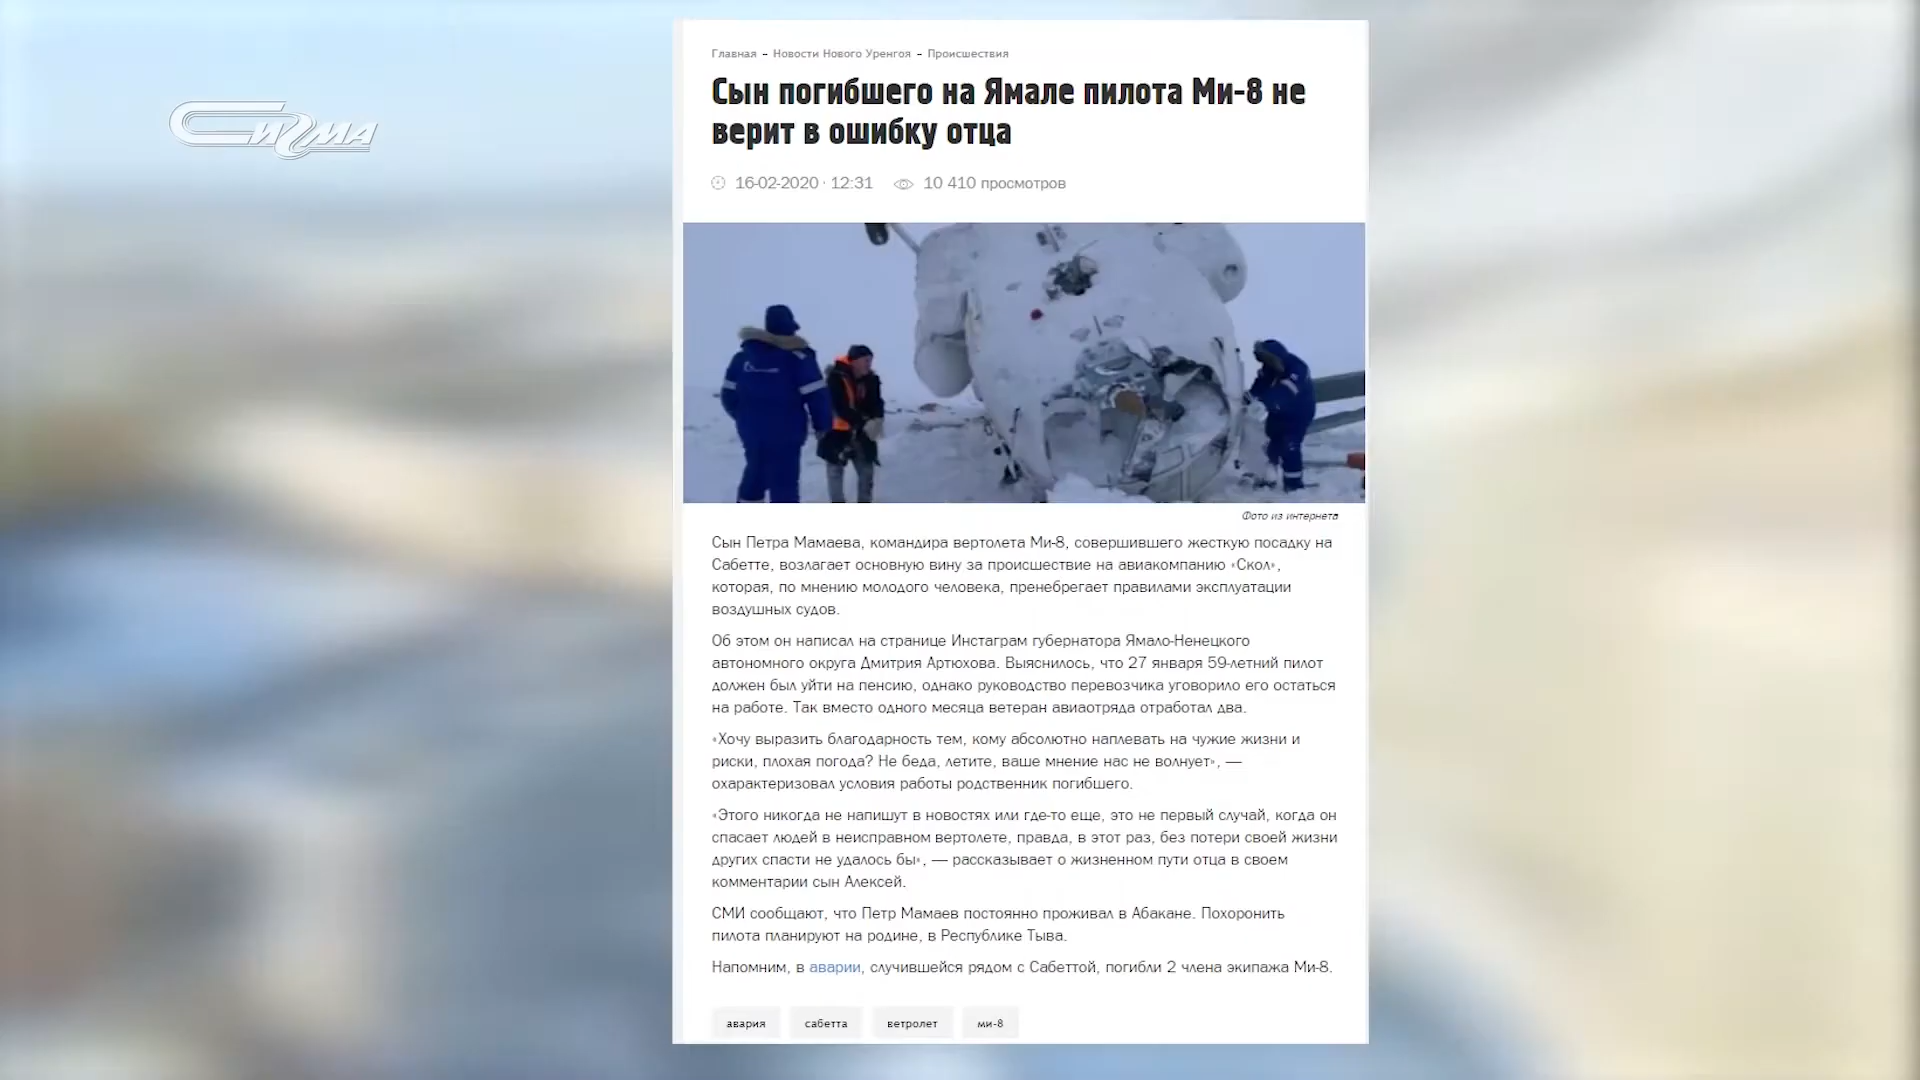 СИГМА
Главная – Новости Нового Уренгоя – Происшествия
Сын погибшего на Ямале пилота Ми-8 не
верит в ошибку отца
16-02-2020 · 12:31 10 410 просмотров
Фото из интернета
Сын Петра Мамаева, командира вертолета Ми-8, совершившего жесткую посадку на
Сабетте, возлагает основную вину за происшествие на авиакомпанию «Скол»,
которая, по мнению молодого человека, пренебрегает правилами эксплуатации
воздушных судов.
Об этом он написал на странице Инстаграм губернатора Ямало-Ненецкого
автономного округа Дмитрия Артюхова. Выяснилось, что 27 января 59-летний пилот
должен был уйти на пенсию, однако руководство перевозчика уговорило его остаться
на работе. Так вместо одного месяца ветеран авиаотряда отработал два.
«Хочу выразить благодарность тем, кому абсолютно наплевать на чужие жизни и
риски, плохая погода? Не беда, летите, ваше мнение нас не волнует», —
охарактеризовал условия работы родственник погибшего.
«Этого никогда не напишут в новостях или где-то еще, это не первый случай, когда он
спасает людей в неисправном вертолете, правда, в этот раз, без потери своей жизни
других спасти не удалось бы», — рассказывает о жизненном пути отца в своем
комментарии сын Алексей.
СМИ сообщают, что Петр Мамаев постоянно проживал в Абакане. Похоронить
пилота планируют на родине, в Республике Тыва.
Напомним, в аварии, случившейся рядом с Сабеттой, погибли 2 члена экипажа Ми-8.
авария сабетта ветролет ми-8